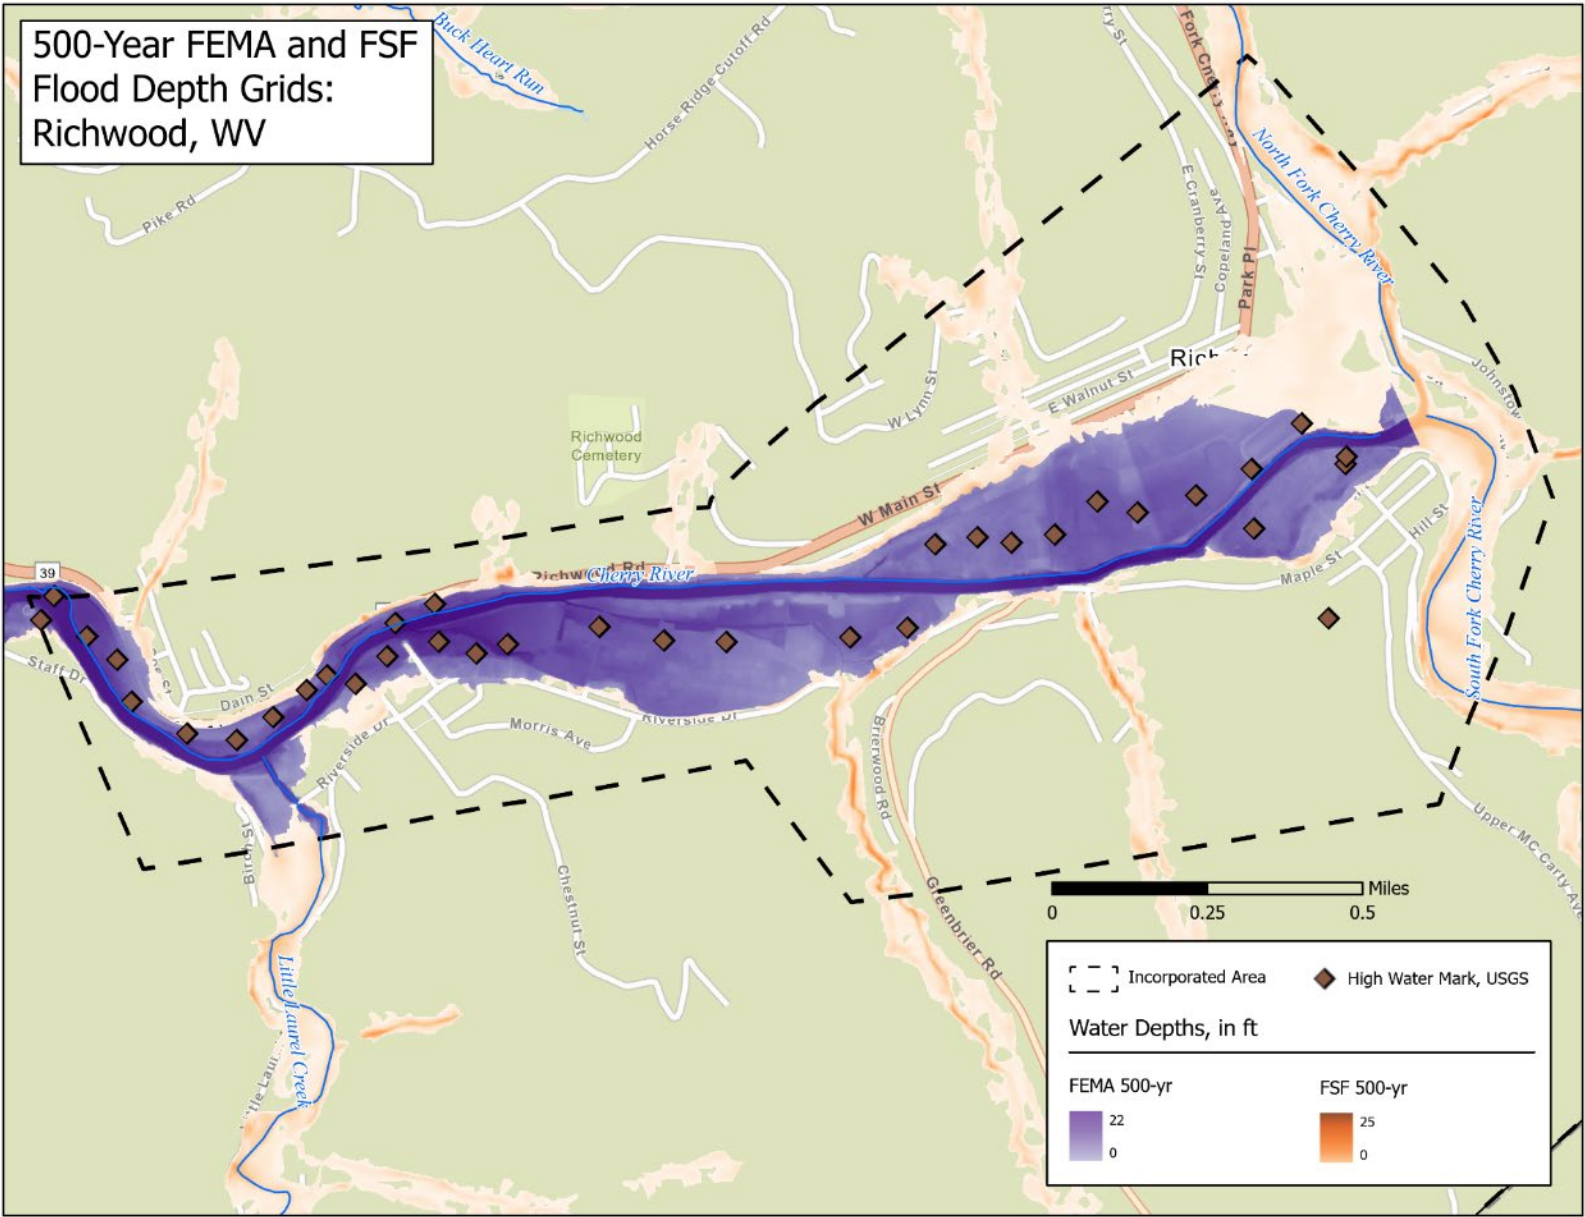 500-Year FEMA and FSF
Flood Depth Grids:
Richwood, WV
Buck Heart Run
Horse Ridge Cutoff Rd
Pike Rd
North Fork Cherry River
E Cranberry St
Copeland Ave
Park Pl
Richwood
Cemetery
W Lynn St
E Walnut St
W Main St
39
Cherry River
Maple St
Hill St
South Fork Cherry River
Staff Dr
Dain St
Riverside Dr
Morris Ave
Riverside Dr
Brierwood Rd
Birch St
Chestnut St
Greenbrier Rd
Upper MC Carty Ave
Little Laurel Creek
Miles
0 0.25 0.5
Incorporated Area
High Water Mark, USGS
Water Depths, in ft
FEMA 500-yr
22
0
FSF 500-yr
25
0